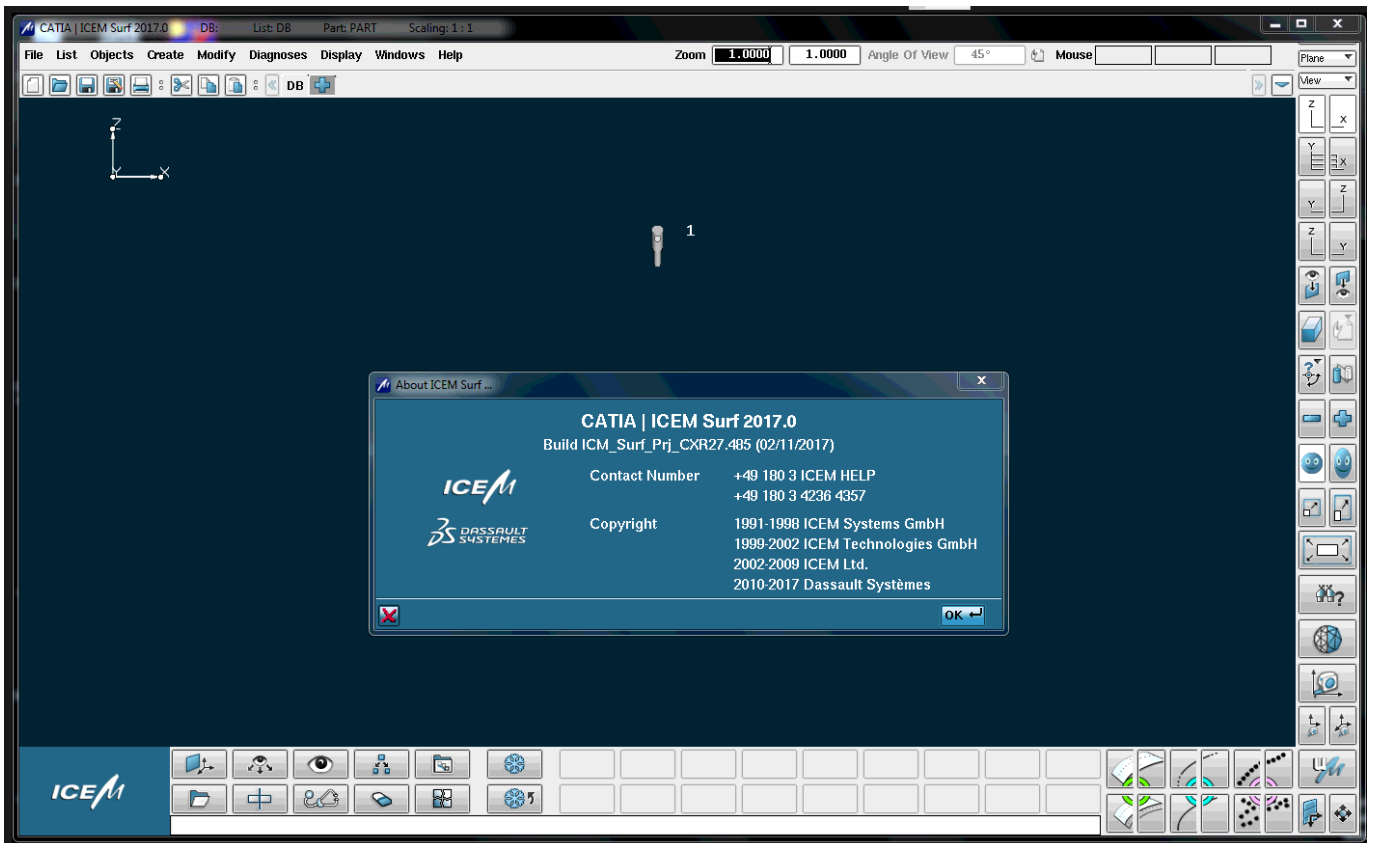 CATIA | ICEM Surf 2017.0 DB: List: DB Part: PART Scaling: 1 : 1
File List Objects Create Modify Diagnoses Display Windows Help Zoom 1.0000 1.0000 Angle Of View 45° Mouse
Plane
DB
View
Z
X
Z
Y X
Y
X
Z
Y
Z
Y
1
About ICEM Surf ...
CATIA | ICEM Surf 2017.0
Build ICM_Surf_Prj_CXR27.485 (02/11/2017)
ICEM
Contact Number +49 180 3 ICEM HELP
+49 180 3 4236 4357
DASSAULT
SYSTEMES
Copyright 1991-1998 ICEM Systems GmbH
1999-2002 ICEM Technologies GmbH
2002-2009 ICEM Ltd.
2010-2017 Dassault Systèmes
OK
?
ICEM